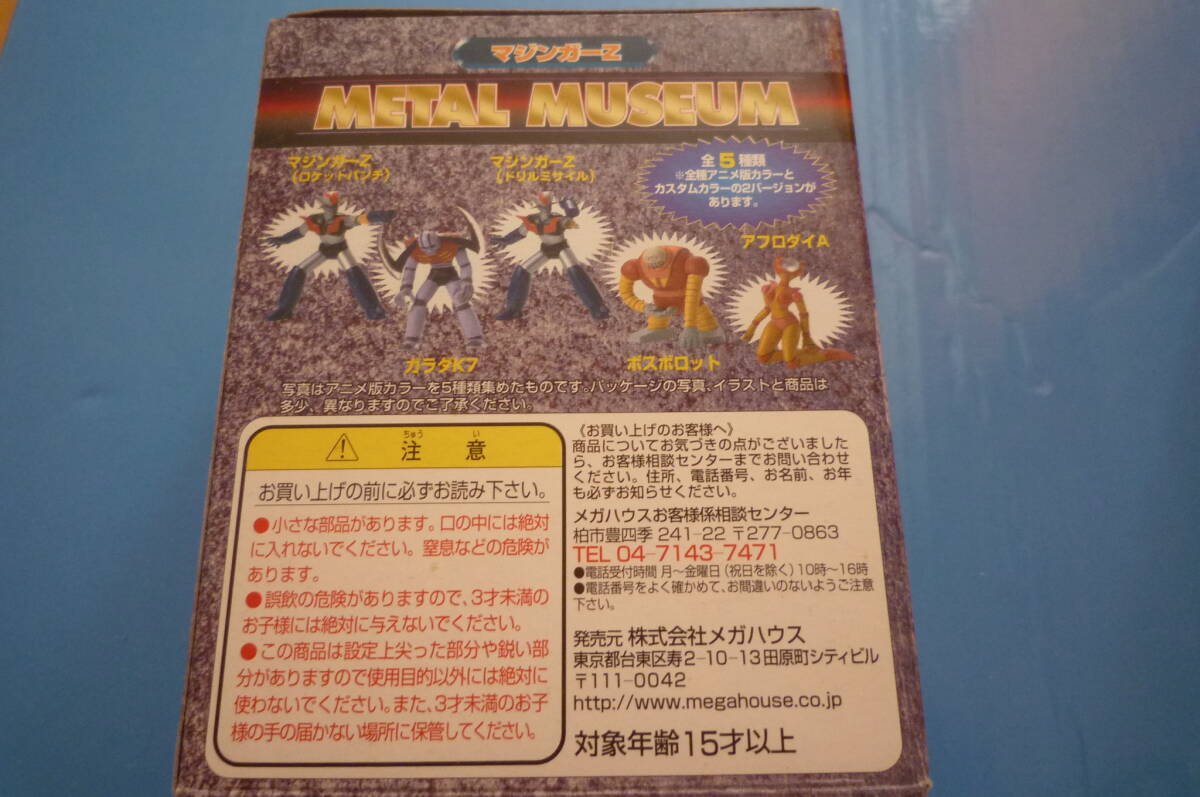 マジンガーZ
METAL MUSEUM
マジンガーZ
(ロケットパンチ)
マジンガーZ
(ドリルミサイル)
全5種類
※全種アニメ版カラーと
カスタムカラーの2バージョンが
あります。
アフロダイA
ガラダK7
ボスボロット
写真はアニメ版カラーを5種類集めたものです。パッケージの写真、イラストと商品は
多少、異なりますのでご了承ください。
ちゅう い
注 意
お買い上げの前に必ずお読み下さい。
●小さな部品があります。口の中には絶対
に入れないでください。窒息などの危険が
あります。
●誤飲の危険がありますので、3才未満の
お子様には絶対に与えないでください。
●この商品は設定上尖った部分や鋭い部
分がありますので使用目的以外には絶対に
使わないでください。また、3才未満のお子
様の手の届かない場所に保管してください。
《お買い上げのお客様へ》
商品についてお気づきの点がございました
ら、お客様相談センターまでお問い合わせ
ください。住所、電話番号、お名前、お年
も必ずお知らせください。
メガハウスお客様係相談センター
柏市豊四季 241-22 〒277-0863
TEL 04-7143-7471
●電話受付時間 月〜金曜日(祝日を除く)10時〜16時
●電話番号をよく確かめて、お間違いのないようご注意
下さい。
発売元 株式会社メガハウス
東京都台東区寿2-10-13田原町シティビル
〒111-0042
http://www.megahouse.co.jp
対象年齢15才以上